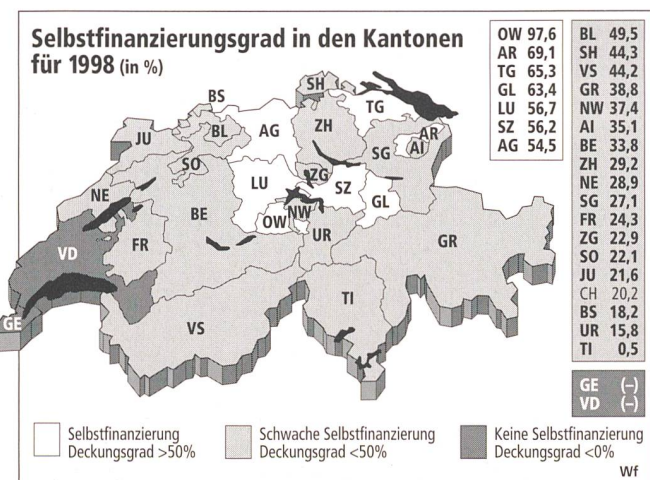 Selbstfinanzierungsgrad in den Kantonen
für 1998 (in %)
OW 97,6
AR 69,1
TG 65,3
GL 63,4
LU 56,7
SZ 56,2
AG 54,5
BL 49,5
SH 44,3
VS 44,2
GR 38,8
NW 37,4
AI 35,1
BE 33,8
ZH 29,2
NE 28,9
SG 27,1
FR 24,3
ZG 22,9
SO 22,1
JU 21,6
CH 20,2
BS 18,2
UR 15,8
TI 0,5
GE (–)
VD (–)
SH
BS
TG
BL
AG
ZH
JU
AR
AI
SG
SO
ZG
LU
SZ
NE
GL
BE
NW
OW
UR
FR
GR
VD
TI
GE
VS
Selbstfinanzierung
Deckungsgrad >50%
Schwache Selbstfinanzierung
Deckungsgrad <50%
Keine Selbstfinanzierung
Deckungsgrad <0%
Wf